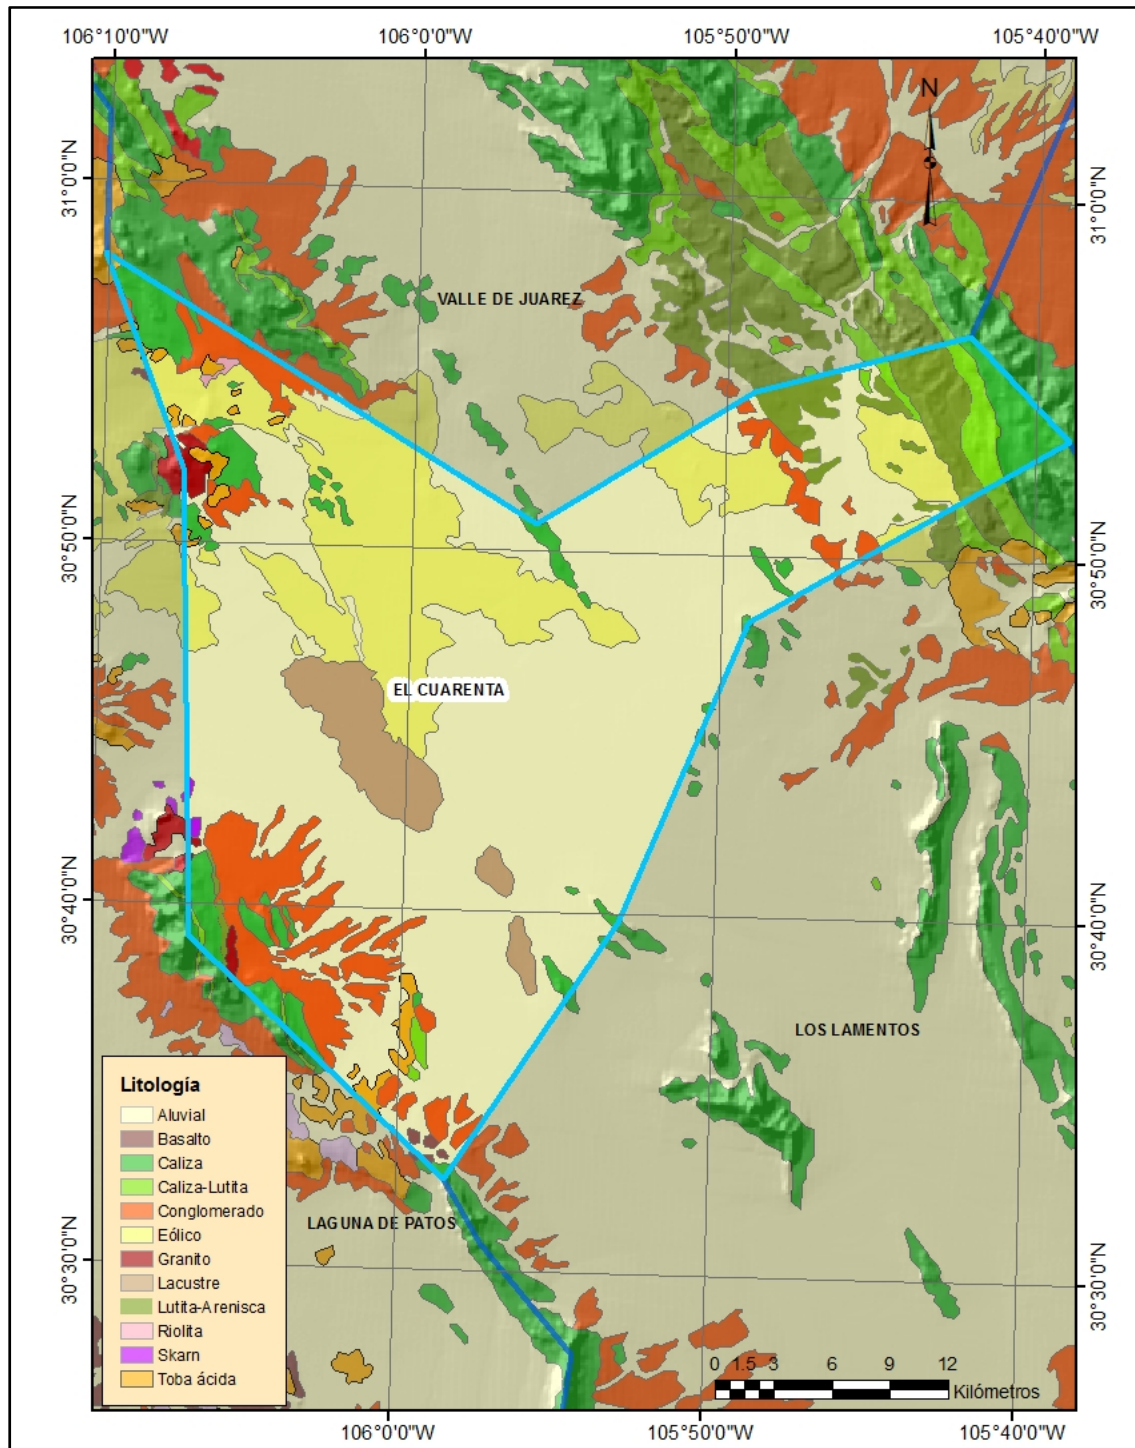 106°10'0"W 106°0'0"W 105°50'0"W 105°40'0"W
N
31°0'0"N
31°0'0"N
VALLE DE JUAREZ
30°50'0"N
30°50'0"N
EL CUARENTA
30°40'0"N
30°40'0"N
LOS LAMENTOS
Litología
Aluvial
Basalto
Caliza
Caliza-Lutita
Conglomerado
Eólico
Granito
Lacustre
Lutita-Arenisca
Riolita
Skarn
Toba ácida
LAGUNA DE PATOS
30°30'0"N
30°30'0"N
0 1.5 3 6 9 12
Kilómetros
106°0'0"W 105°50'0"W 105°40'0"W